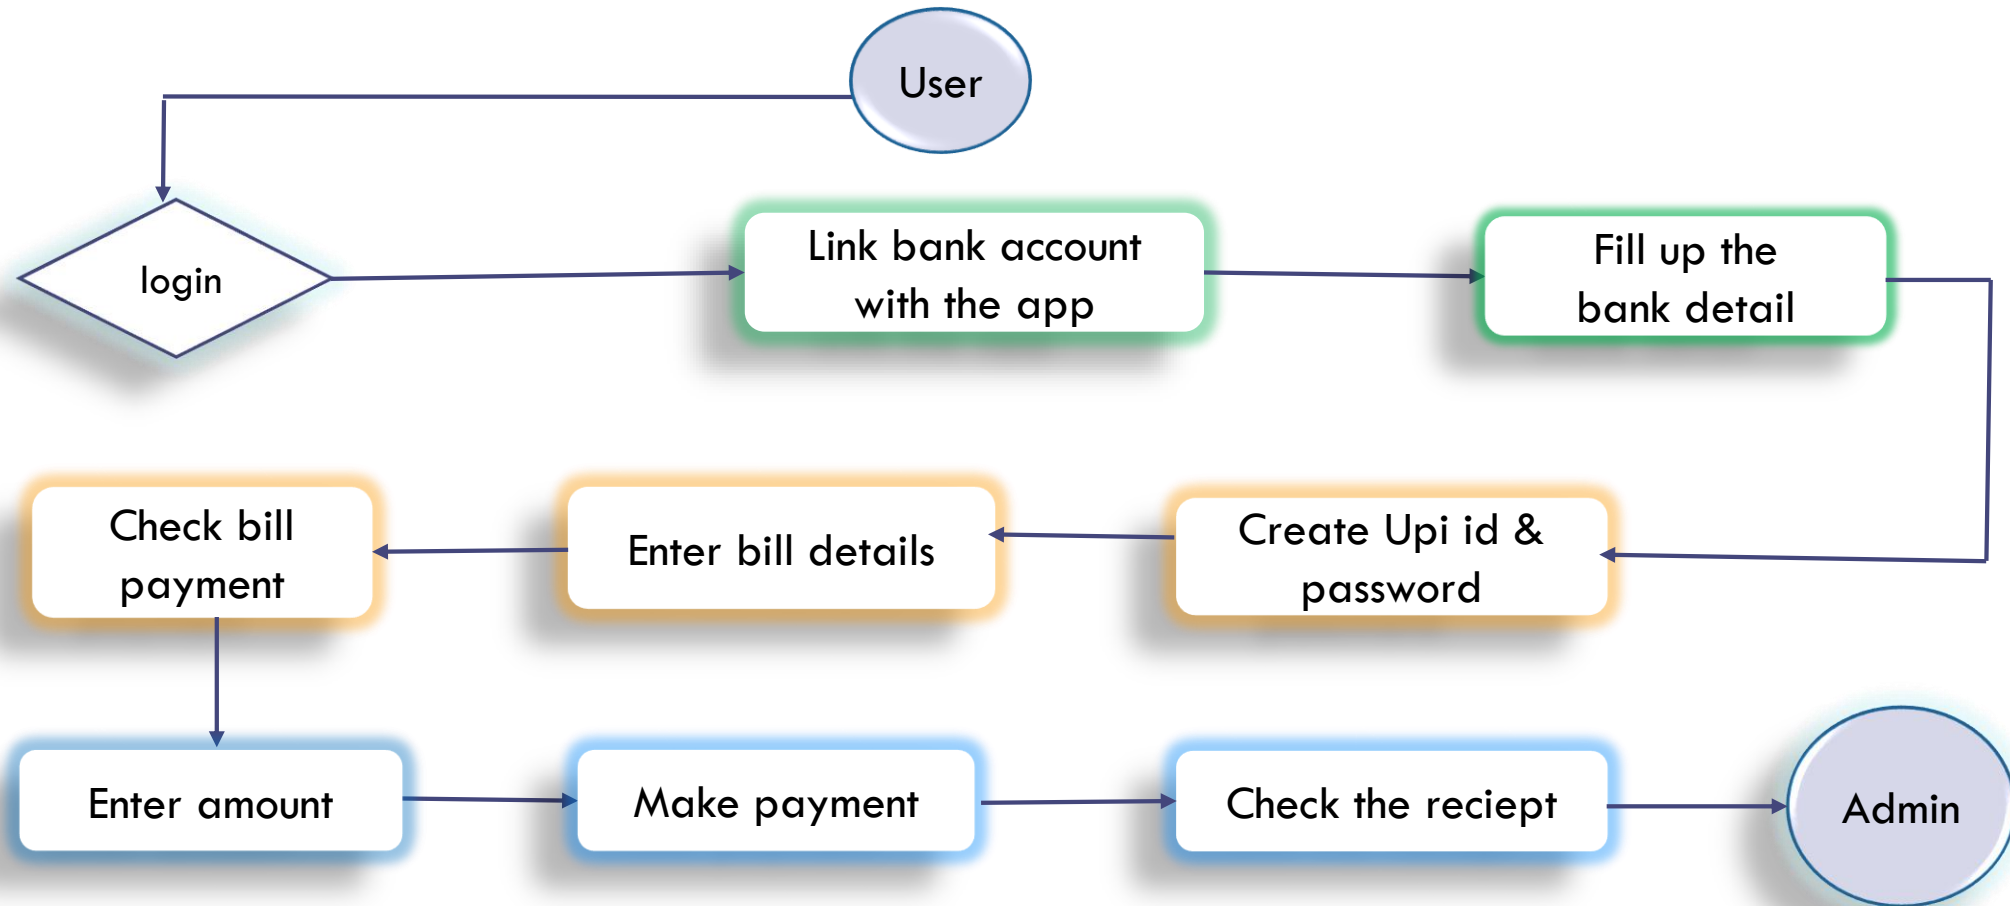 User
login
Link bank account
with the app
Fill up the
bank detail
Create Upi id &
password
Enter bill details
Check bill
payment
Enter amount
Make payment
Check the reciept
Admin